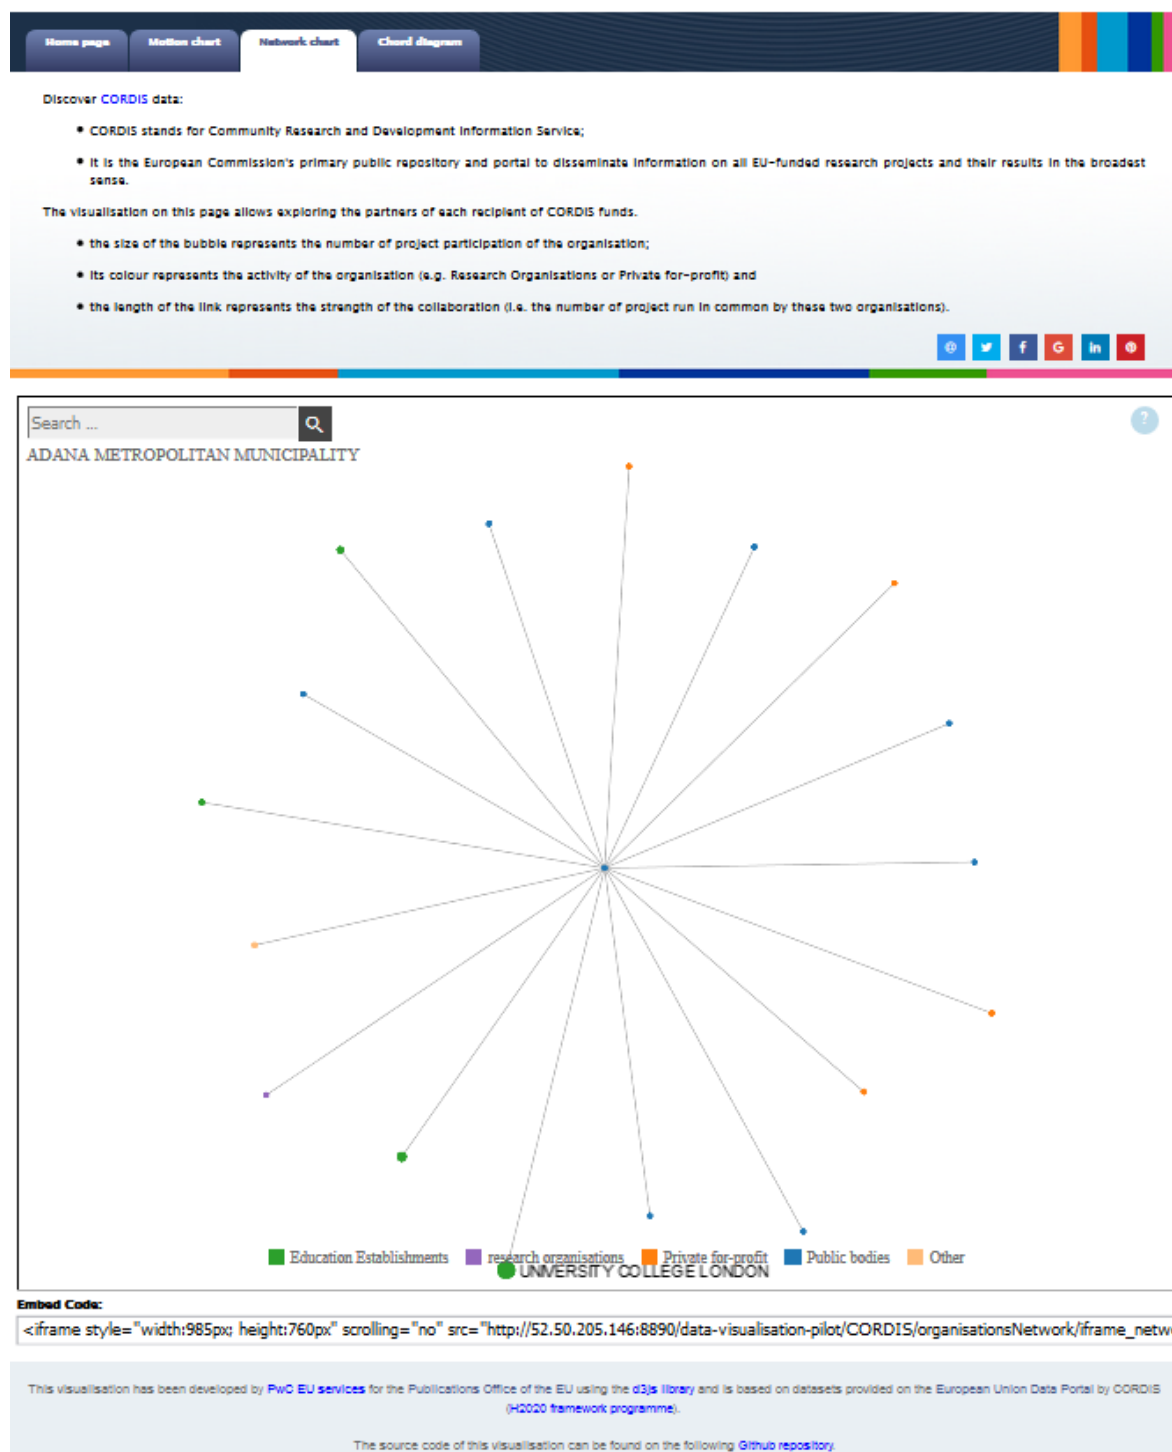 Home page Motion chart Network chart Chord diagram
Discover CORDIS data:
• CORDIS stands for Community Research and Development Information Service;
• It is the European Commission's primary public repository and portal to disseminate information on all EU-funded research projects and their results in the broadest
sense.
The visualisation on this page allows exploring the partners of each recipient of CORDIS funds.
• the size of the bubble represents the number of project participation of the organisation;
• its colour represents the activity of the organisation (e.g. Research Organisations or Private for-profit) and
• the length of the link represents the strength of the collaboration (i.e. the number of project run in common by these two organisations).
@ f G in
Search ... ?
ADANA METROPOLITAN MUNICIPALITY
Education Establishments research organisations Private for-profit Public bodies Other
UNIVERSITY COLLEGE LONDON
Embed Code:
<iframe style="width:985px; height:760px" scrolling="no" src="http://52.50.205.146:8890/data-visualisation-pilot/CORDIS/organisationsNetwork/iframe_netw
This visualisation has been developed by PwC EU services for the Publications Office of the EU using the d3js library and is based on datasets provided on the European Union Data Portal by CORDIS
(H2020 framework programme).
The source code of this visualisation can be found on the following Github repository.